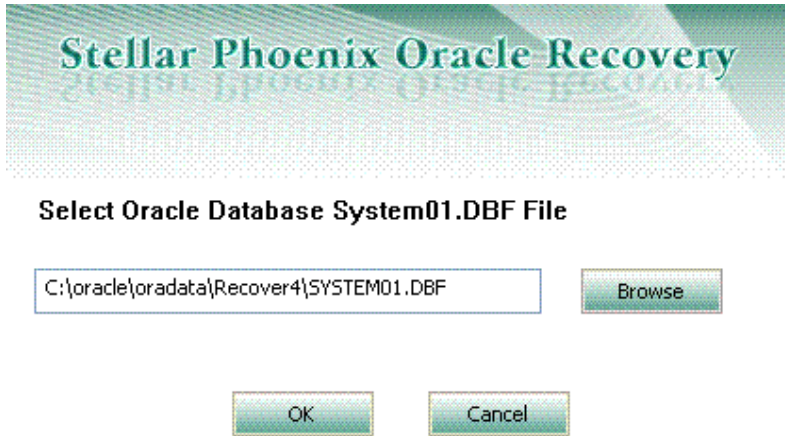 Stellar Phoenix Oracle Recovery
Select Oracle Database System01.DBF File
C:\oracle\oradata\Recover4\SYSTEM01.DBF
Browse
OK
Cancel